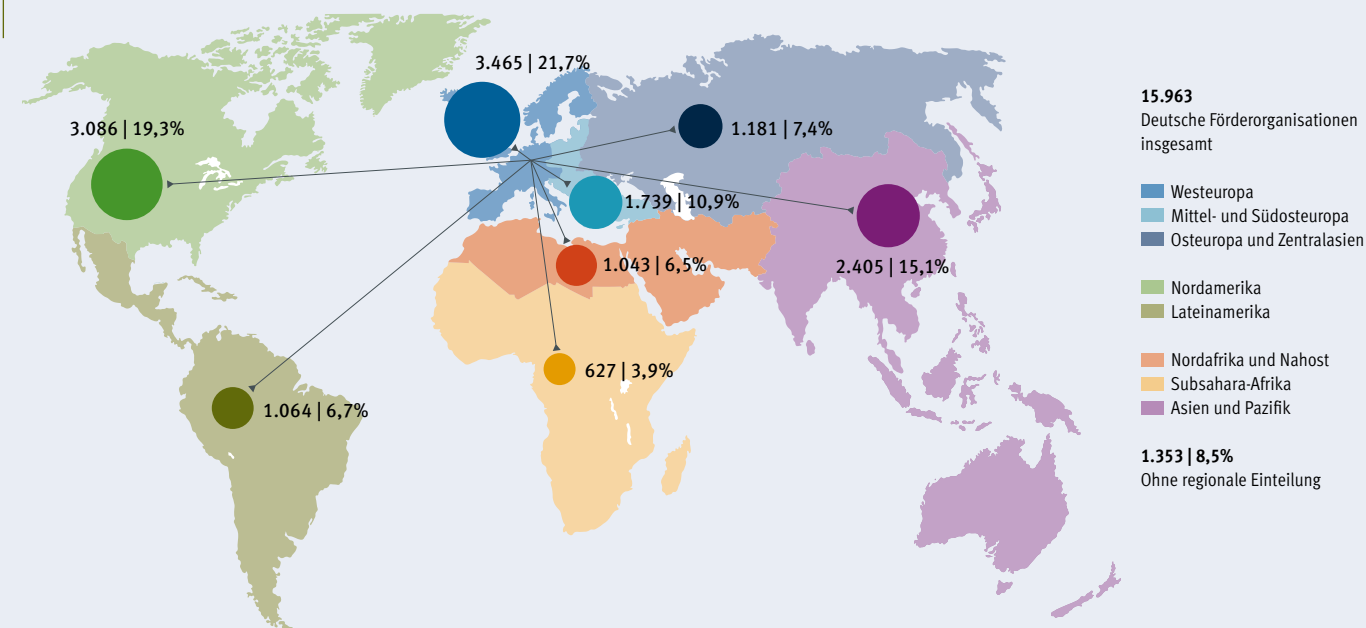 3.465 | 21,7%
3.086 | 19,3%
1.181 | 7,4%
1.739 | 10,9%
1.043 | 6,5%
2.405 | 15,1%
627 | 3,9%
1.064 | 6,7%
15.963
Deutsche Förderorganisationen
insgesamt
Westeuropa
Mittel- und Südosteuropa
Osteuropa und Zentralasien
Nordamerika
Lateinamerika
Nordafrika und Nahost
Subsahara-Afrika
Asien und Pazifik
1.353 | 8,5%
Ohne regionale Einteilung